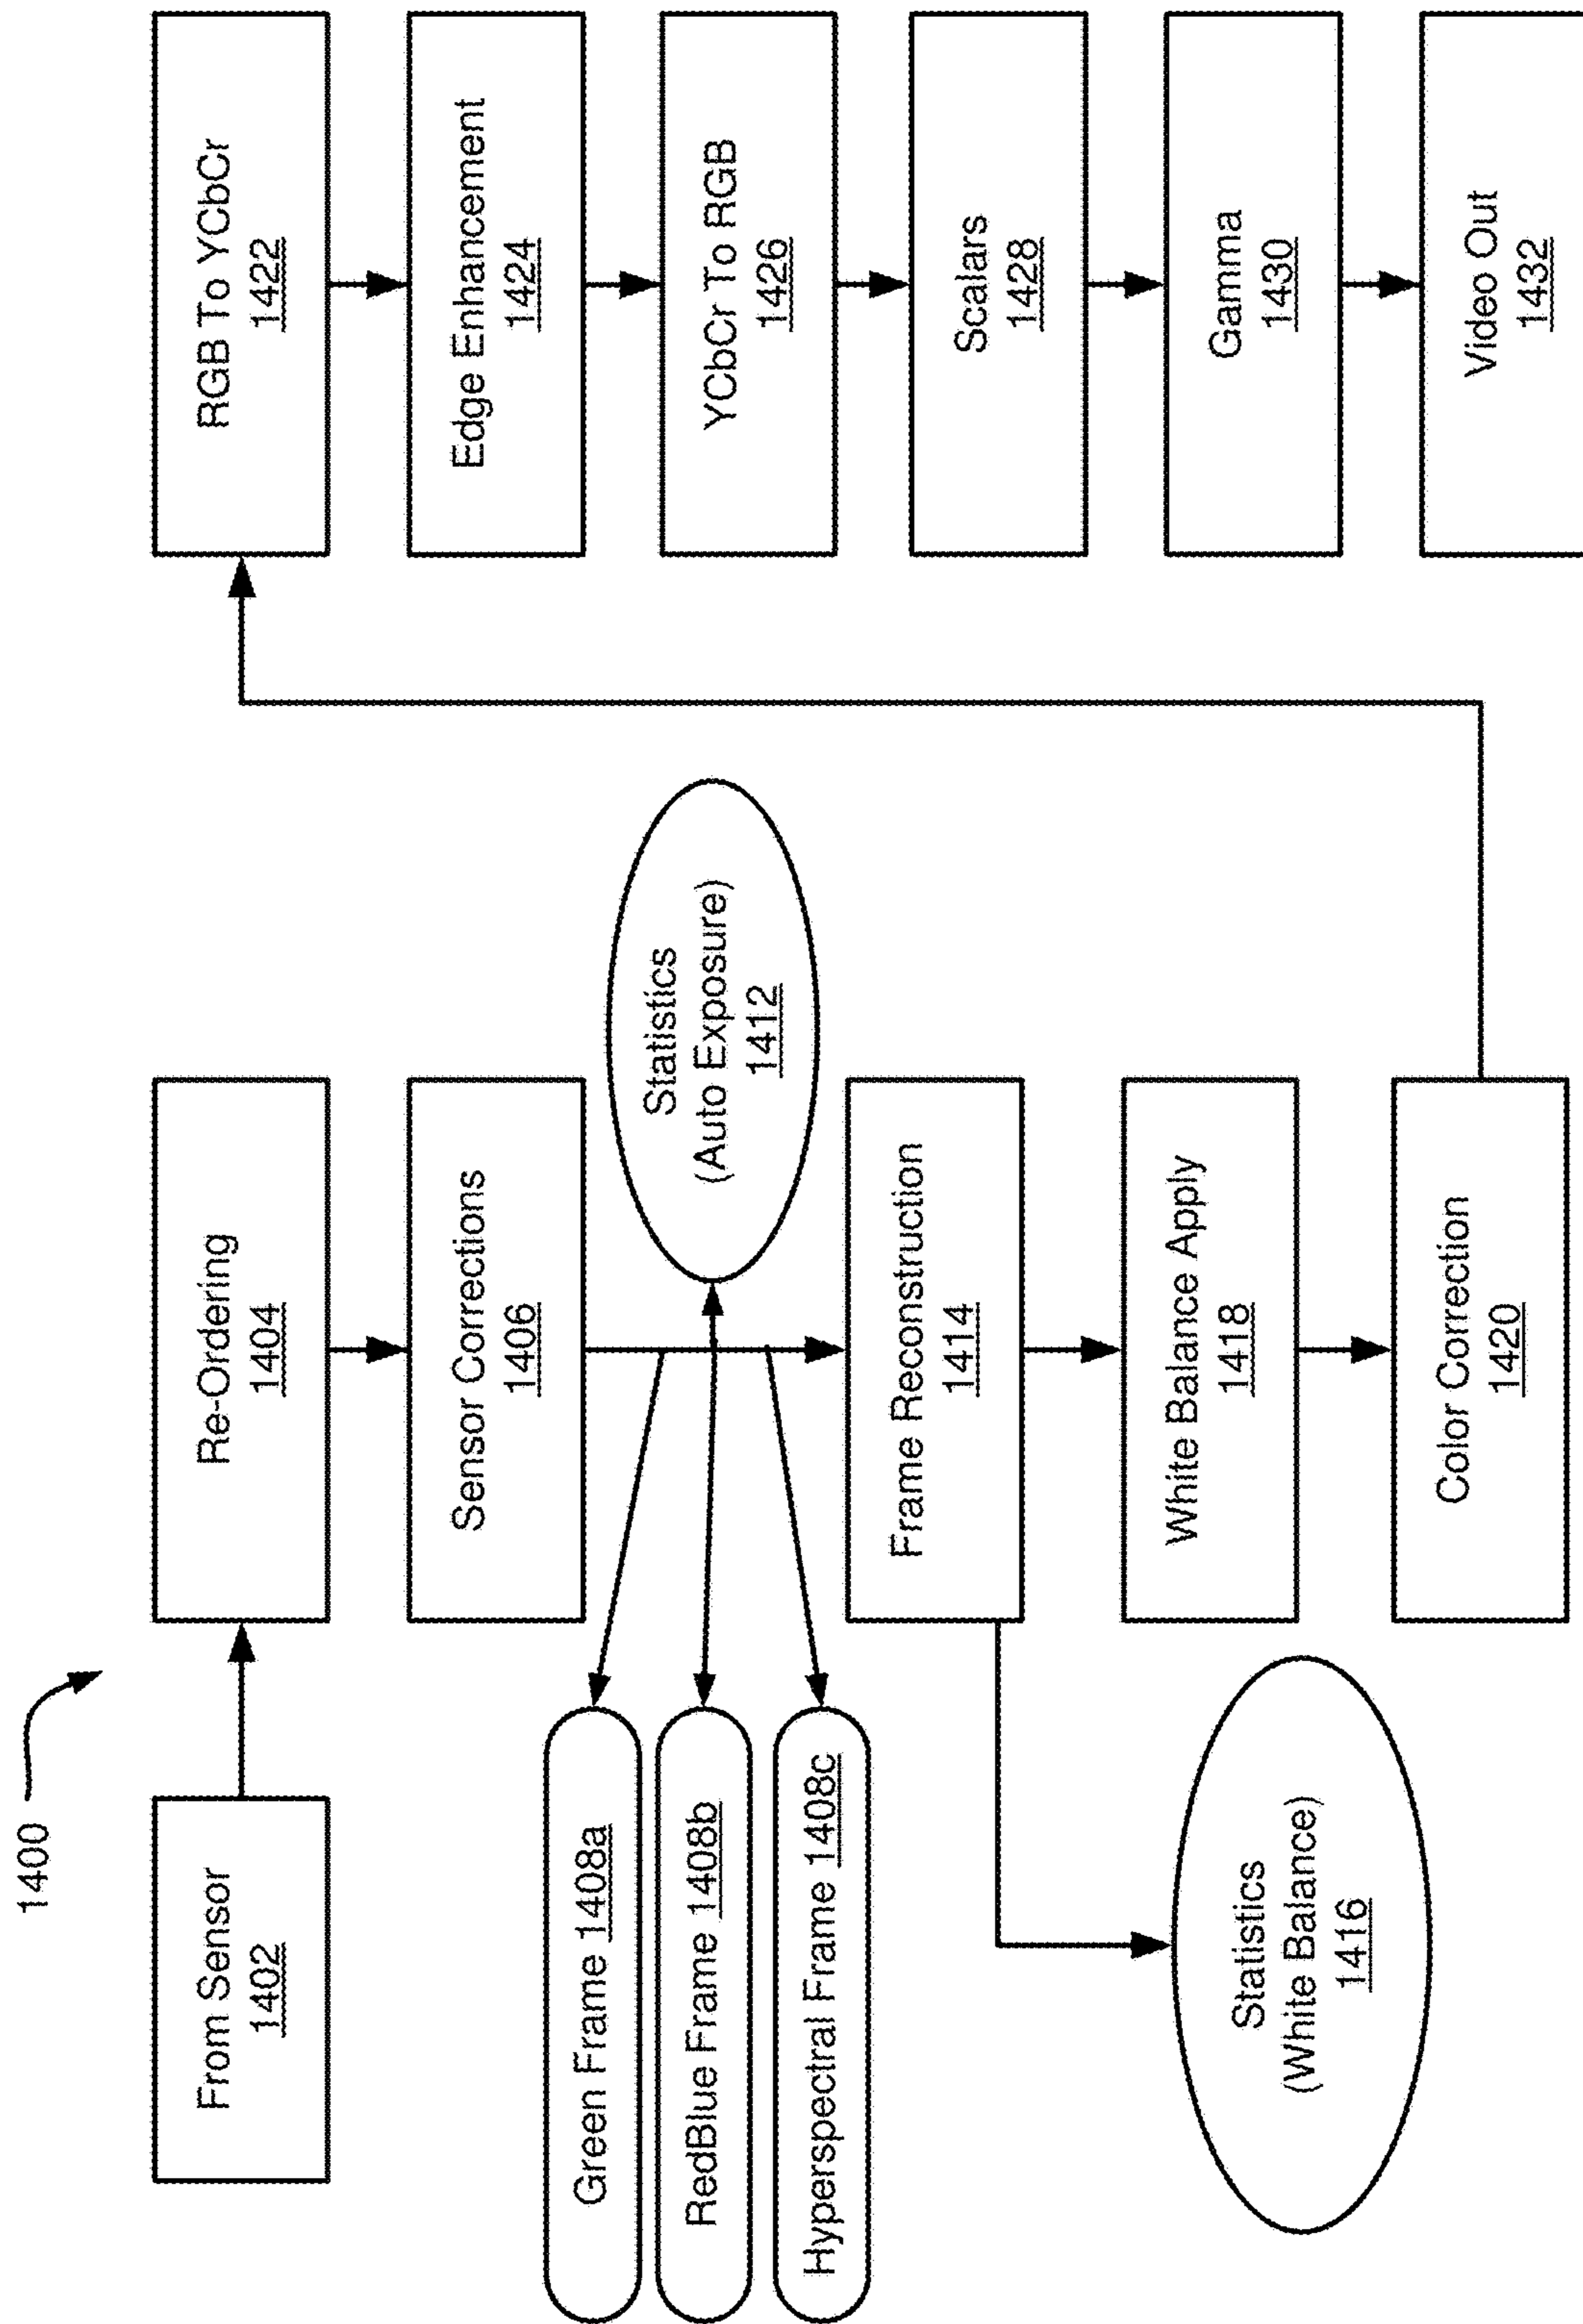 1400
From Sensor
1402
Re-Ordering
1404
Sensor Corrections
1406
Green Frame 1408a
RedBlue Frame 1408b
Hyperspectral Frame 1408c
Statistics
(Auto Exposure)
1412
Frame Reconstruction
1414
Statistics
(White Balance)
1416
White Balance Apply
1418
Color Correction
1420
RGB To YCbCr
1422
Edge Enhancement
1424
YCbCr To RGB
1426
Scalars
1428
Gamma
1430
Video Out
1432